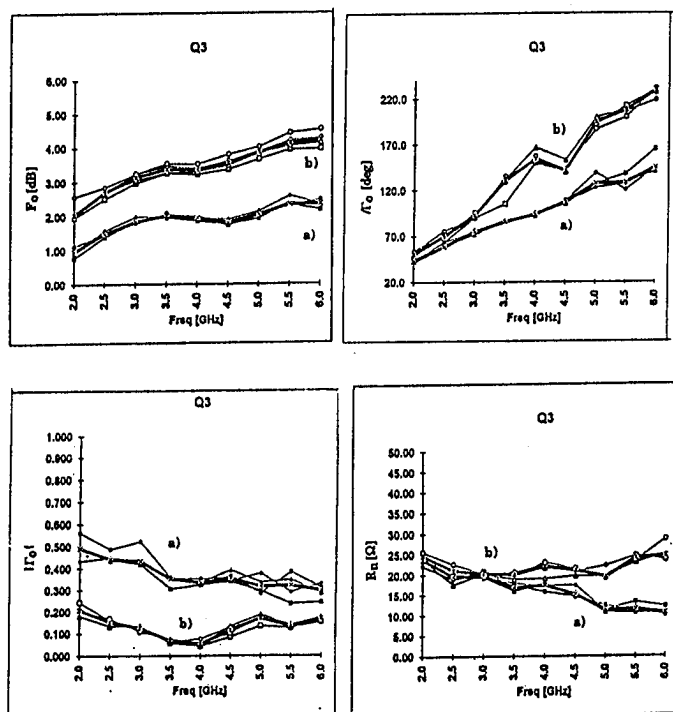 Q3
6.00
5.00
4.00
3.00
2.00
1.00
0.00
Fo [dB]
b)
a)
2.0 2.5 3.0 3.5 4.0 4.5 5.0 5.5 6.0
Freq [GHz]
Q3
220.0
170.0
120.0
70.0
20.0
/Γo [deg]
b)
a)
2.0 2.5 3.0 3.5 4.0 4.5 5.0 5.5 6.0
Freq [GHz]
Q3
1.000
0.900
0.800
0.700
0.600
0.500
0.400
0.300
0.200
0.100
0.000
|Γo|
a)
b)
2.0 2.5 3.0 3.5 4.0 4.5 5.0 5.5 6.0
Freq [GHz]
Q3
50.00
45.00
40.00
35.00
30.00
25.00
20.00
15.00
10.00
5.00
0.00
Rn [Ω]
b)
a)
2.0 2.5 3.0 3.5 4.0 4.5 5.0 5.5 6.0
Freq [GHz]